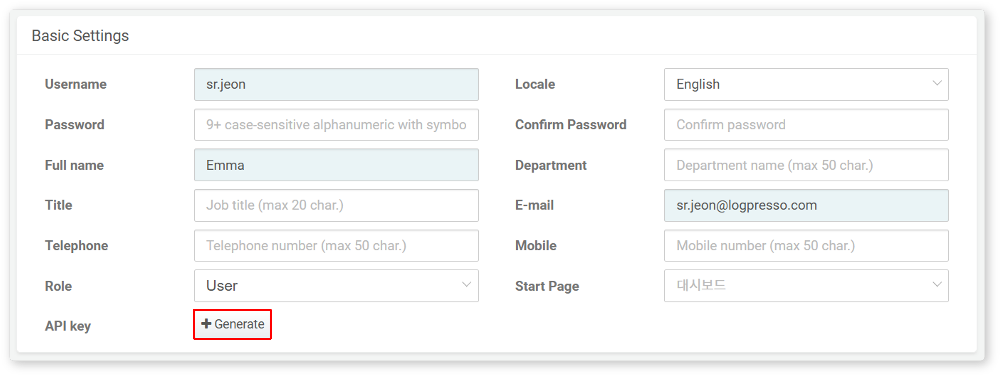 Basic Settings
Username sr.jeon Locale English
Password 9+ case-sensitive alphanumeric with symbo Confirm Password Confirm password
Full name Emma Department Department name (max 50 char.)
Title Job title (max 20 char.) E-mail sr.jeon@logpresso.com
Telephone Telephone number (max 50 char.) Mobile Mobile number (max 50 char.)
Role User Start Page 대시보드
API key + Generate